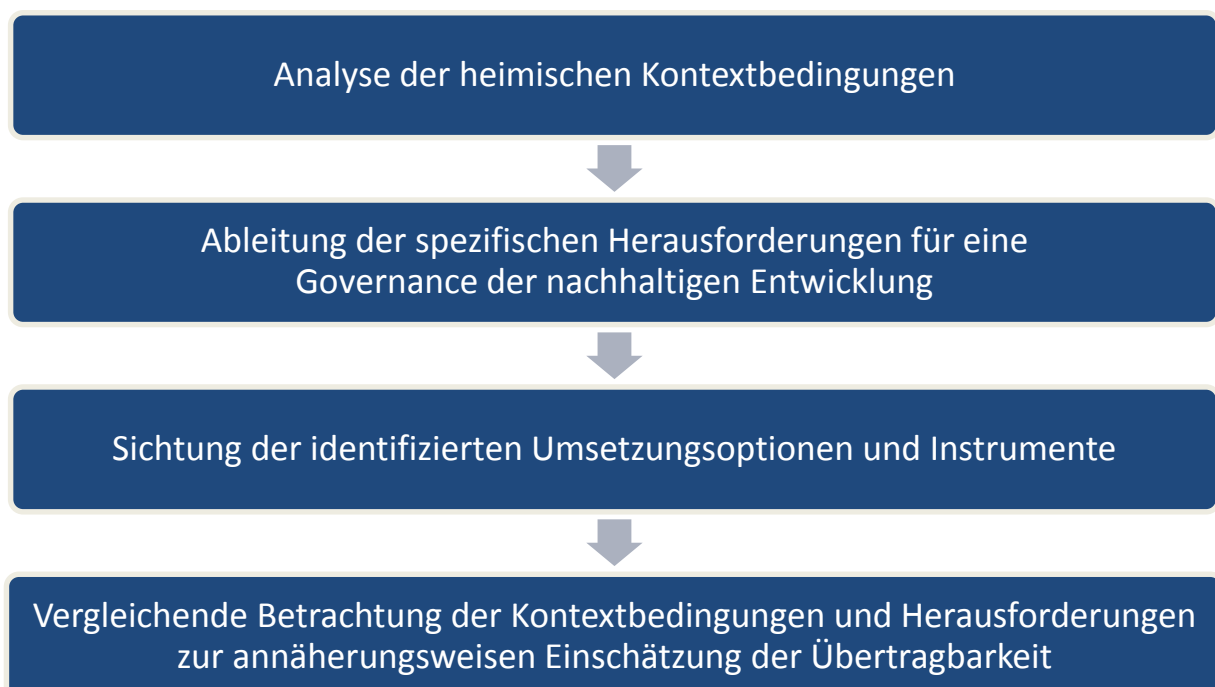 Analyse der heimischen Kontextbedingungen
Ableitung der spezifischen Herausforderungen für eine
Governance der nachhaltigen Entwicklung
Sichtung der identifizierten Umsetzungsoptionen und Instrumente
Vergleichende Betrachtung der Kontextbedingungen und Herausforderungen
zur annäherungsweisen Einschätzung der Übertragbarkeit